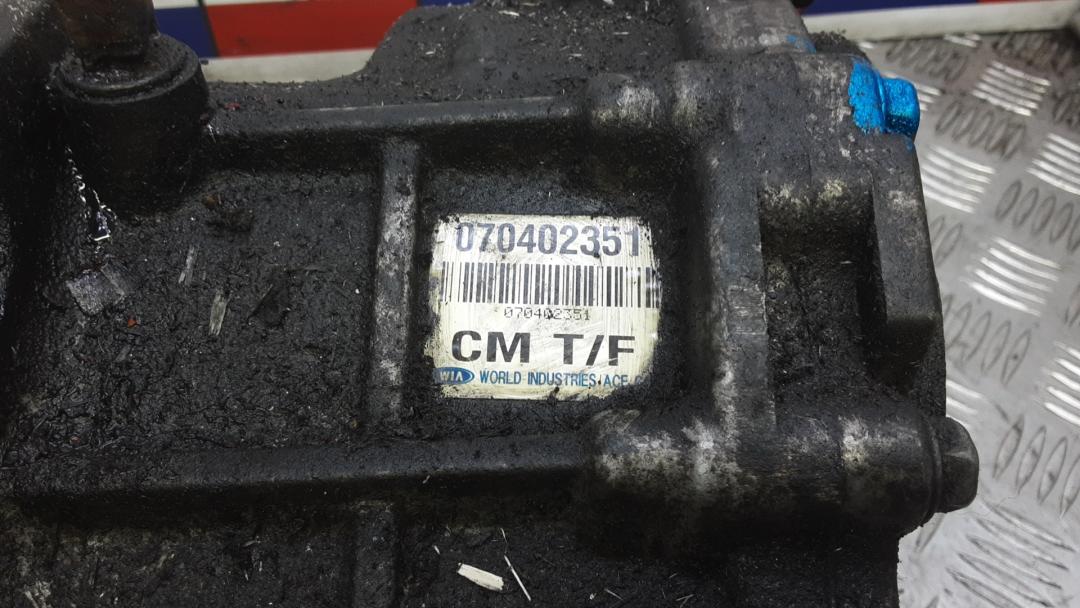 070402351
070402351
CM T/F
WIA WORLD INDUSTRIES ACE